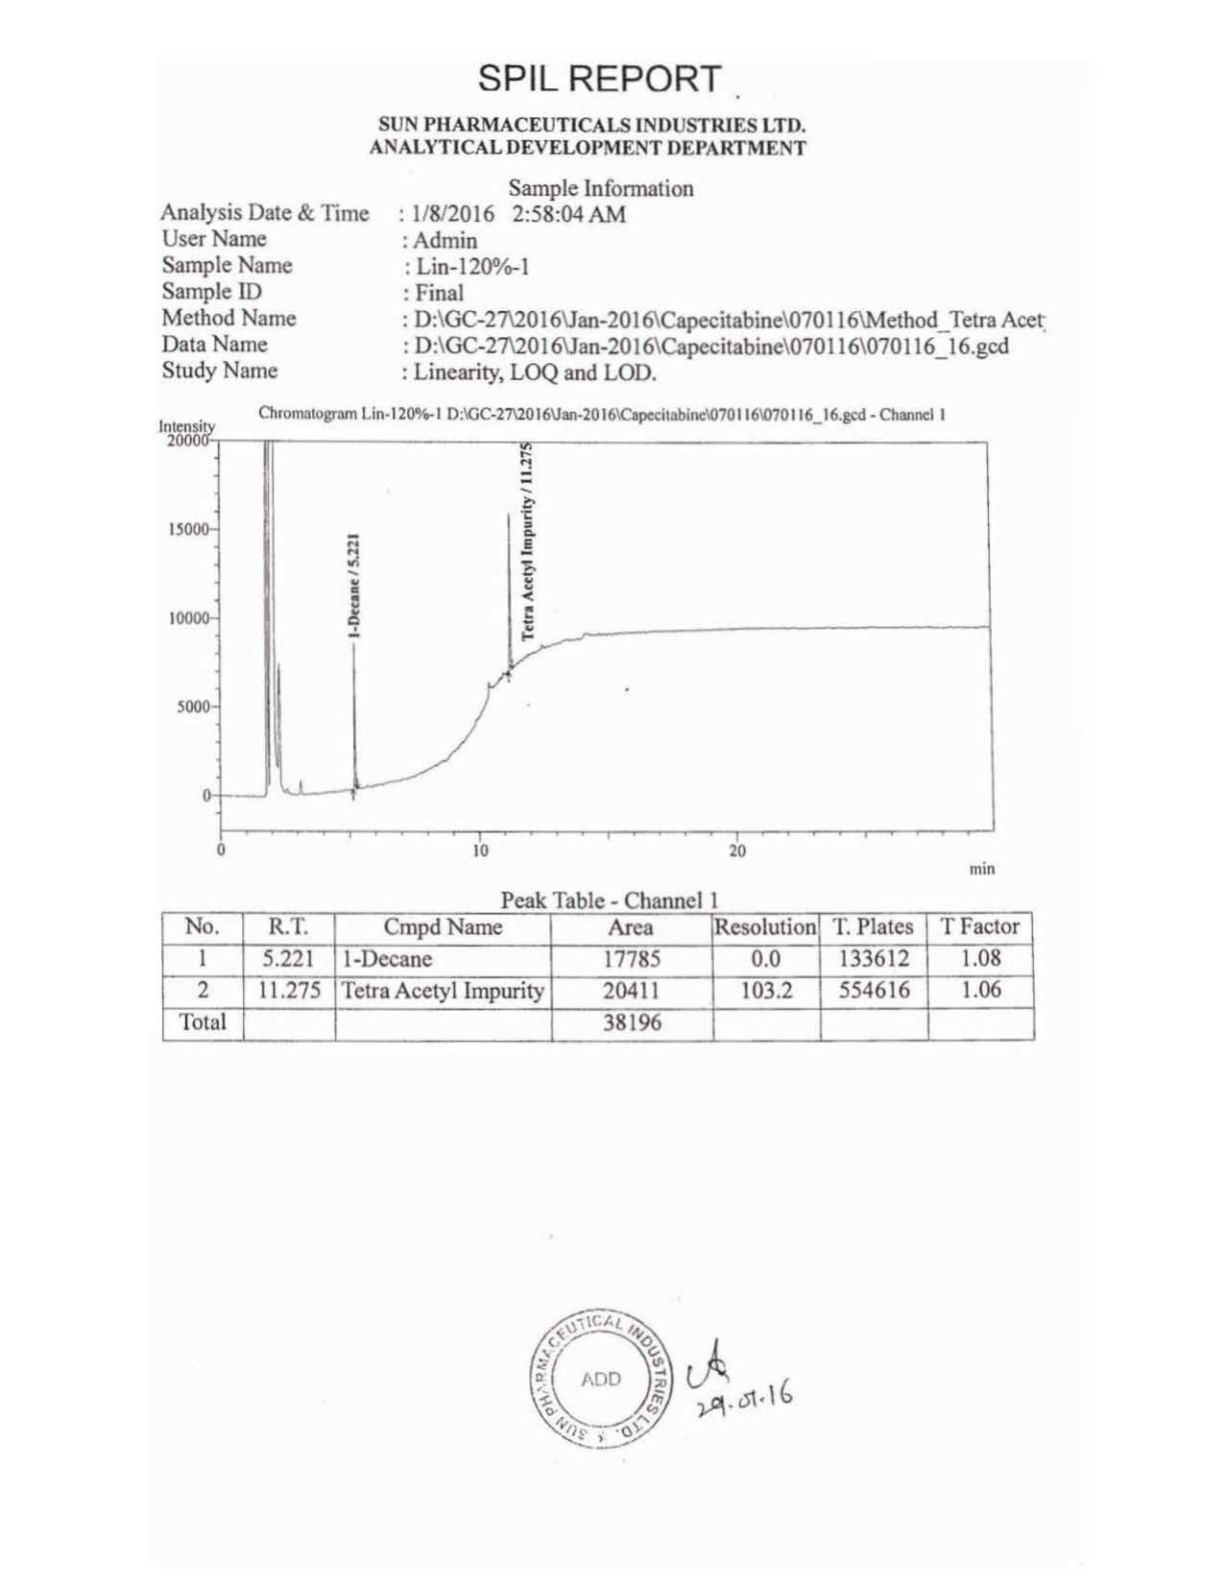 SPIL REPORT
SUN PHARMACEUTICALS INDUSTRIES LTD.
ANALYTICAL DEVELOPMENT DEPARTMENT
Sample Information
Analysis Date & Time : 1/8/2016 2:58:04 AM
User Name : Admin
Sample Name : Lin-120%-1
Sample ID : Final
Method Name : D:\GC-27\2016\Jan-2016\Capecitabine\070116\Method_Tetra Acet
Data Name : D:\GC-27\2016\Jan-2016\Capecitabine\070116\070116_16.gcd
Study Name : Linearity, LOQ and LOD.
Chromatogram Lin-120%-1 D:\GC-27\2016\Jan-2016\Capecitabine\070116\070116_16.gcd - Channel 1
Intensity
20000
15000
10000
5000
0
1-Decane / 5.221
Tetra Acetyl Impurity / 11.275
0 10 20
min
Peak Table - Channel 1
No. R.T. Cmpd Name Area Resolution T. Plates T Factor
1 5.221 1-Decane 17785 0.0 133612 1.08
2 11.275 Tetra Acetyl Impurity 20411 103.2 554616 1.06
Total 38196
SUN PHARMACEUTICAL INDUSTRIES LTD.
ADD
29.01.16